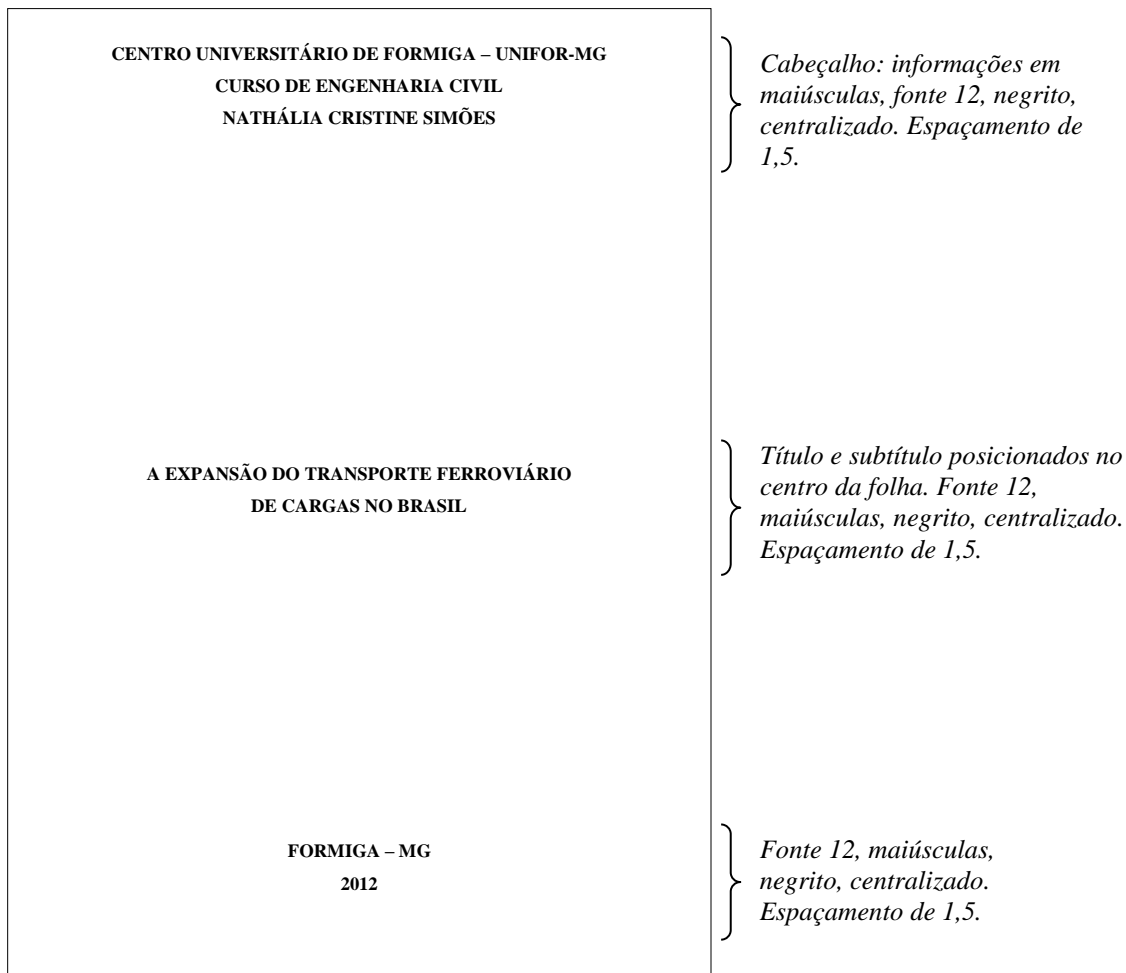 CENTRO UNIVERSITÁRIO DE FORMIGA – UNIFOR-MG
CURSO DE ENGENHARIA CIVIL
NATHÁLIA CRISTINE SIMÕES
Cabeçalho: informações em
maiúsculas, fonte 12, negrito,
centralizado. Espaçamento de
1,5.
A EXPANSÃO DO TRANSPORTE FERROVIÁRIO
DE CARGAS NO BRASIL
Título e subtítulo posicionados no
centro da folha. Fonte 12,
maiúsculas, negrito, centralizado.
Espaçamento de 1,5.
FORMIGA – MG
2012
Fonte 12, maiúsculas,
negrito, centralizado.
Espaçamento de 1,5.